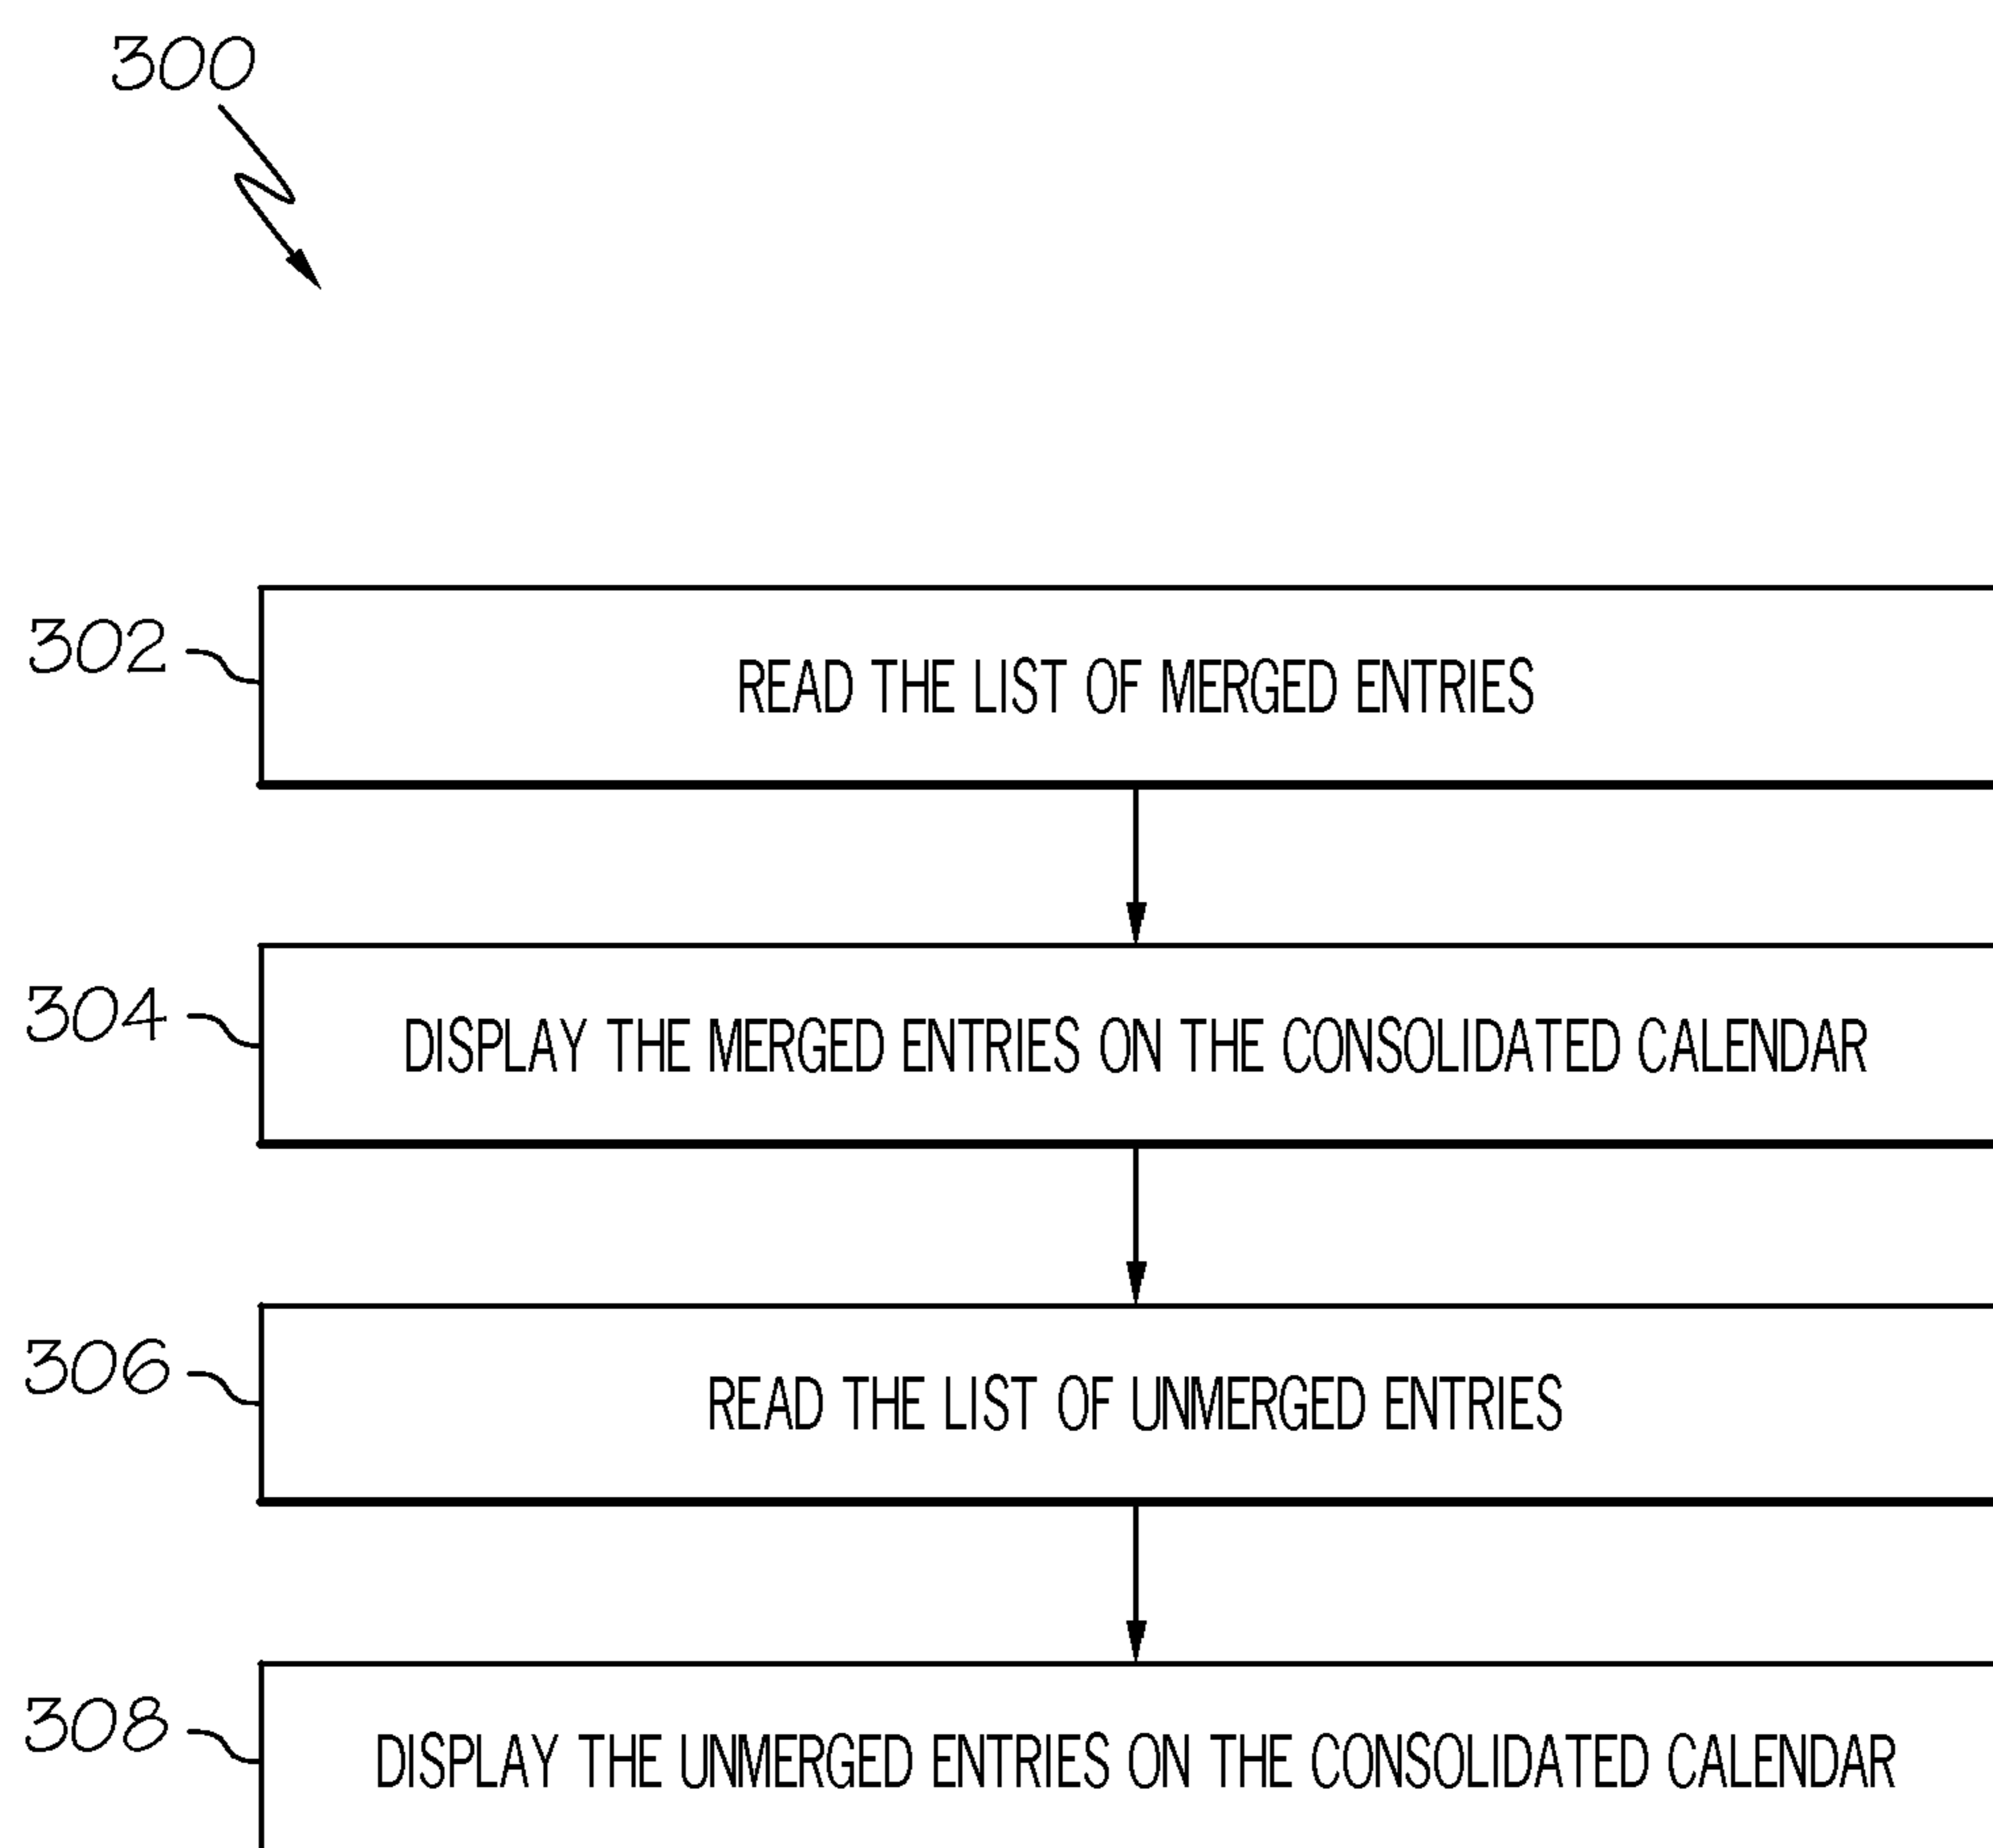 300
302
READ THE LIST OF MERGED ENTRIES
304
DISPLAY THE MERGED ENTRIES ON THE CONSOLIDATED CALENDAR
306
READ THE LIST OF UNMERGED ENTRIES
308
DISPLAY THE UNMERGED ENTRIES ON THE CONSOLIDATED CALENDAR